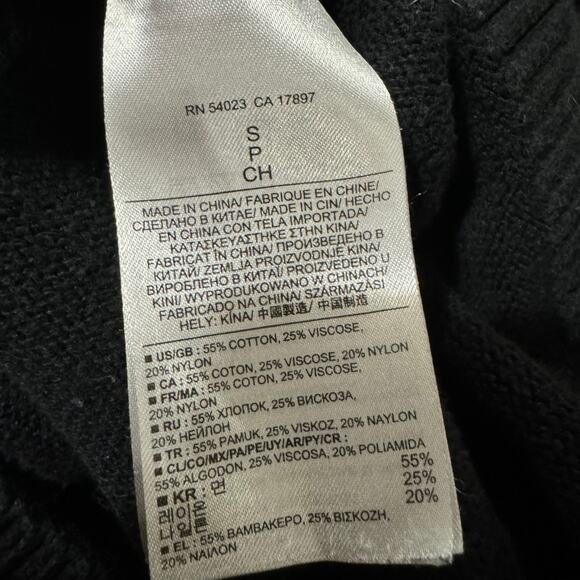 RN 54023 CA 17897
S
P
CH
MADE IN CHINA/ FABRIQUE EN CHINE/
СДЕЛАНО В КИТАЕ/ MADE IN CIN/ HECHO
EN CHINA CON TELA IMPORTADA/
ΚΑΤΑΣΚΕΥΑΣΤΗΚΕ ΣΤΗΝ ΚΙΝΑ/
FABRICAT ÎN CHINA/ ПРОИЗВЕДЕНО В
КИТАЙ/ ZEMLJA PROIZVODNJE KINA/
ВИРОБЛЕНО В КИТАЇ/ PROIZVEDENO U
KINI/ WYPRODUKOWANO W CHINACH/
FABRICADO NA CHINA/ SZÁRMAZÁSI
HELY: KÍNA/ 中國製造/ 中国制造
■ US/GB : 55% COTTON, 25% VISCOSE,
20% NYLON
■ CA : 55% COTON, 25% VISCOSE, 20% NYLON
■ FR/MA : 55% COTON, 25% VISCOSE,
20% NYLON
■ RU : 55% ХЛОПОК, 25% ВИСКОЗА,
20% НЕЙЛОН
■ TR : 55% PAMUK, 25% VISKOZ, 20% NAYLON
■ CL/CO/MX/PA/PE/UY/AR/PY/CR :
55% ALGODON, 25% VISCOSA, 20% POLIAMIDA
■ KR : 면 55%
레이온 25%
나일론 20%
■ EL : 55% ΒΑΜΒΑΚΕΡΟ, 25% ΒΙΣΚΟΖΗ,
20% ΝΑΙΛΟΝ